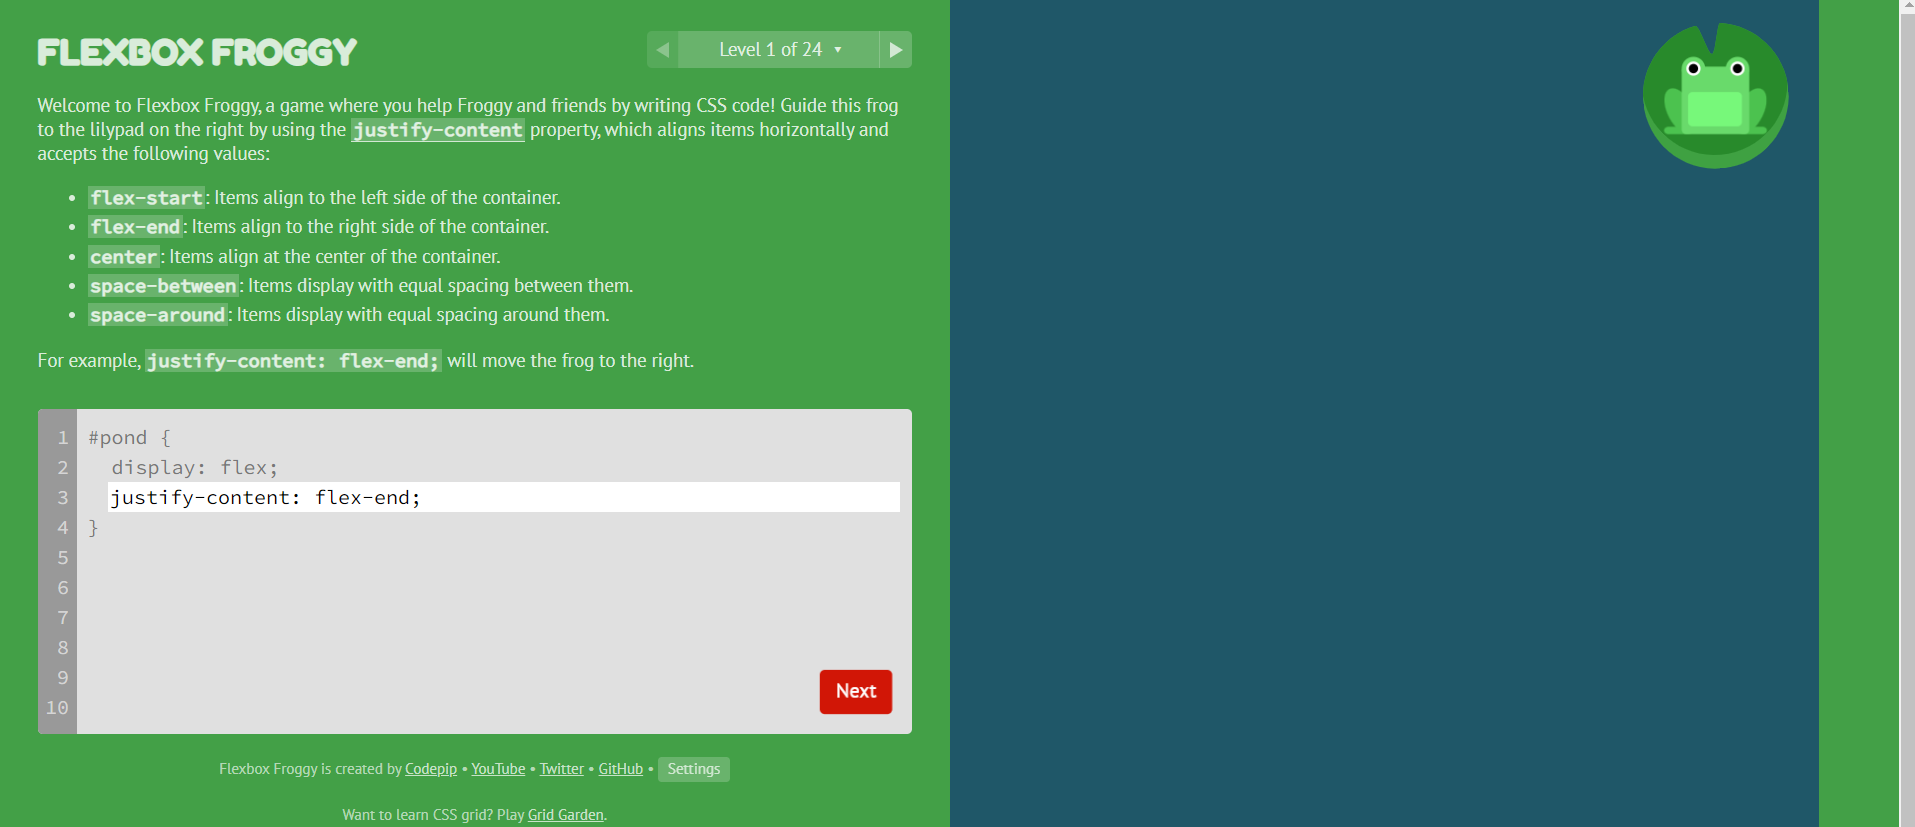 FLEXBOX FROGGY
◀ Level 1 of 24 ▼ ▶
Welcome to Flexbox Froggy, a game where you help Froggy and friends by writing CSS code! Guide this frog
to the lilypad on the right by using the justify-content property, which aligns items horizontally and
accepts the following values:
• flex-start: Items align to the left side of the container.
• flex-end: Items align to the right side of the container.
• center: Items align at the center of the container.
• space-between: Items display with equal spacing between them.
• space-around: Items display with equal spacing around them.
For example, justify-content: flex-end; will move the frog to the right.
1 #pond {
2 display: flex;
3 justify-content: flex-end;
4 }
5
6
7
8
9
10
Next
Flexbox Froggy is created by Codepip • YouTube • Twitter • GitHub • Settings
Want to learn CSS grid? Play Grid Garden.